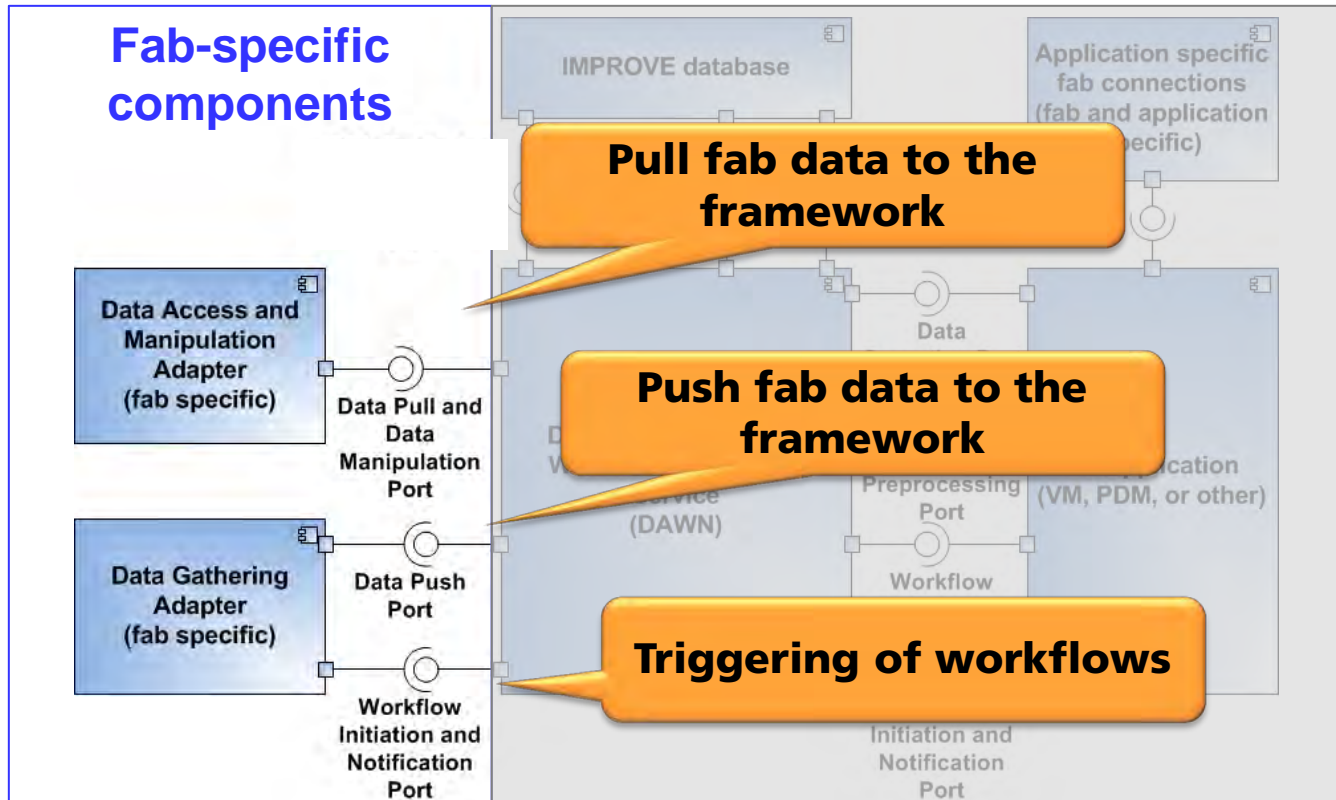 Fab-specific
components
IMPROVE database
Application specific
fab connections
(fab and application
Pull fab data to the
framework
Data Access and
Manipulation
Adapter
(fab specific)
Data Pull and
Data
Manipulation
Port
Data
Push fab data to the
framework
(DAWN)
Preprocessing
Port
(VM, PDM, or other)
Data Gathering
Adapter
(fab specific)
Data Push
Port
Workflow
Triggering of workflows
Workflow
Initiation and
Notification
Port
Initiation and
Notification
Port